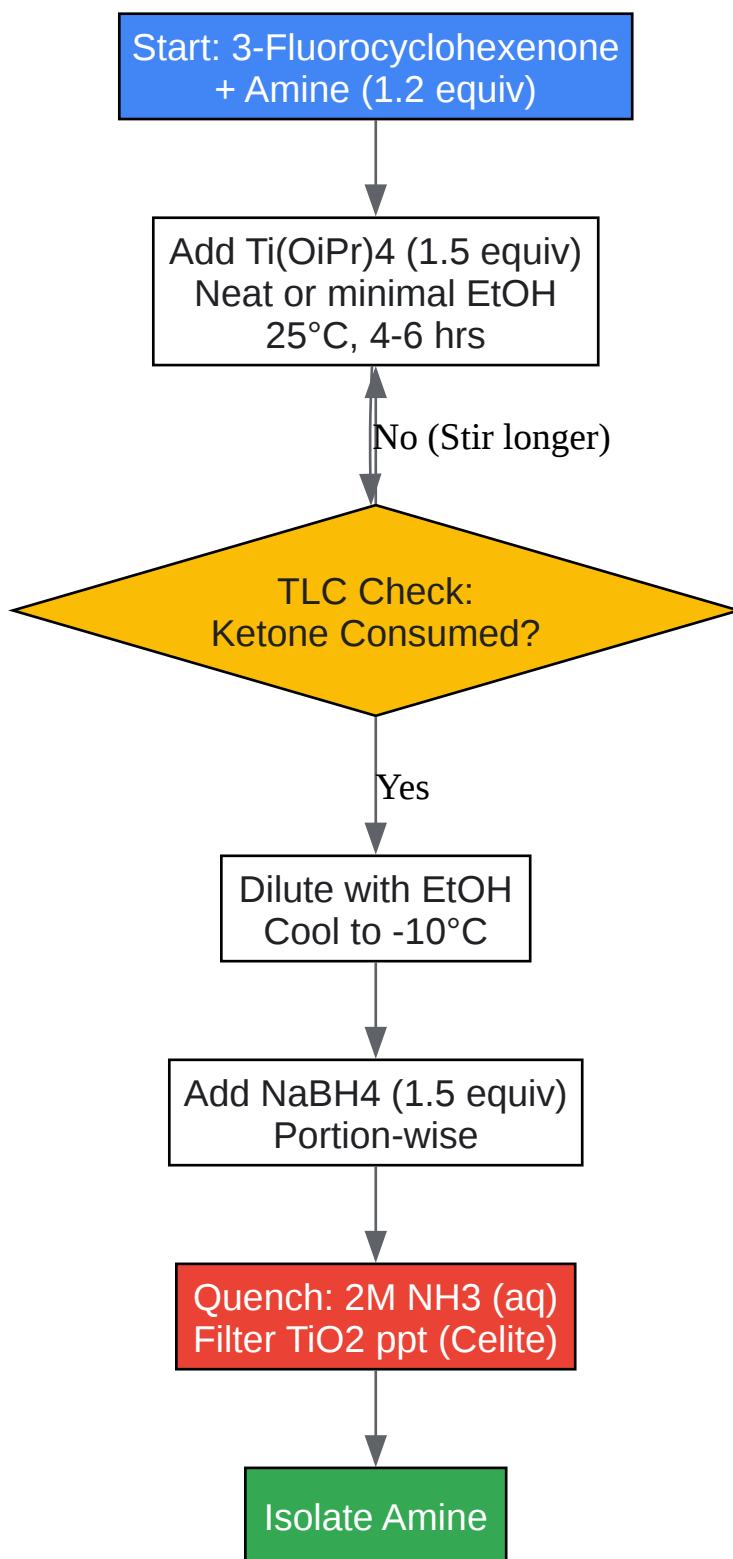 Start: 3-Fluorocyclohexenone
+ Amine (1.2 equiv)
Add Ti(OiPr)4 (1.5 equiv)
Neat or minimal EtOH
25°C, 4-6 hrs
No (Stir longer)
TLC Check:
Ketone Consumed?
Yes
Dilute with EtOH
Cool to -10°C
Add NaBH4 (1.5 equiv)
Portion-wise
Quench: 2M NH3 (aq)
Filter TiO2 ppt (Celite)
Isolate Amine